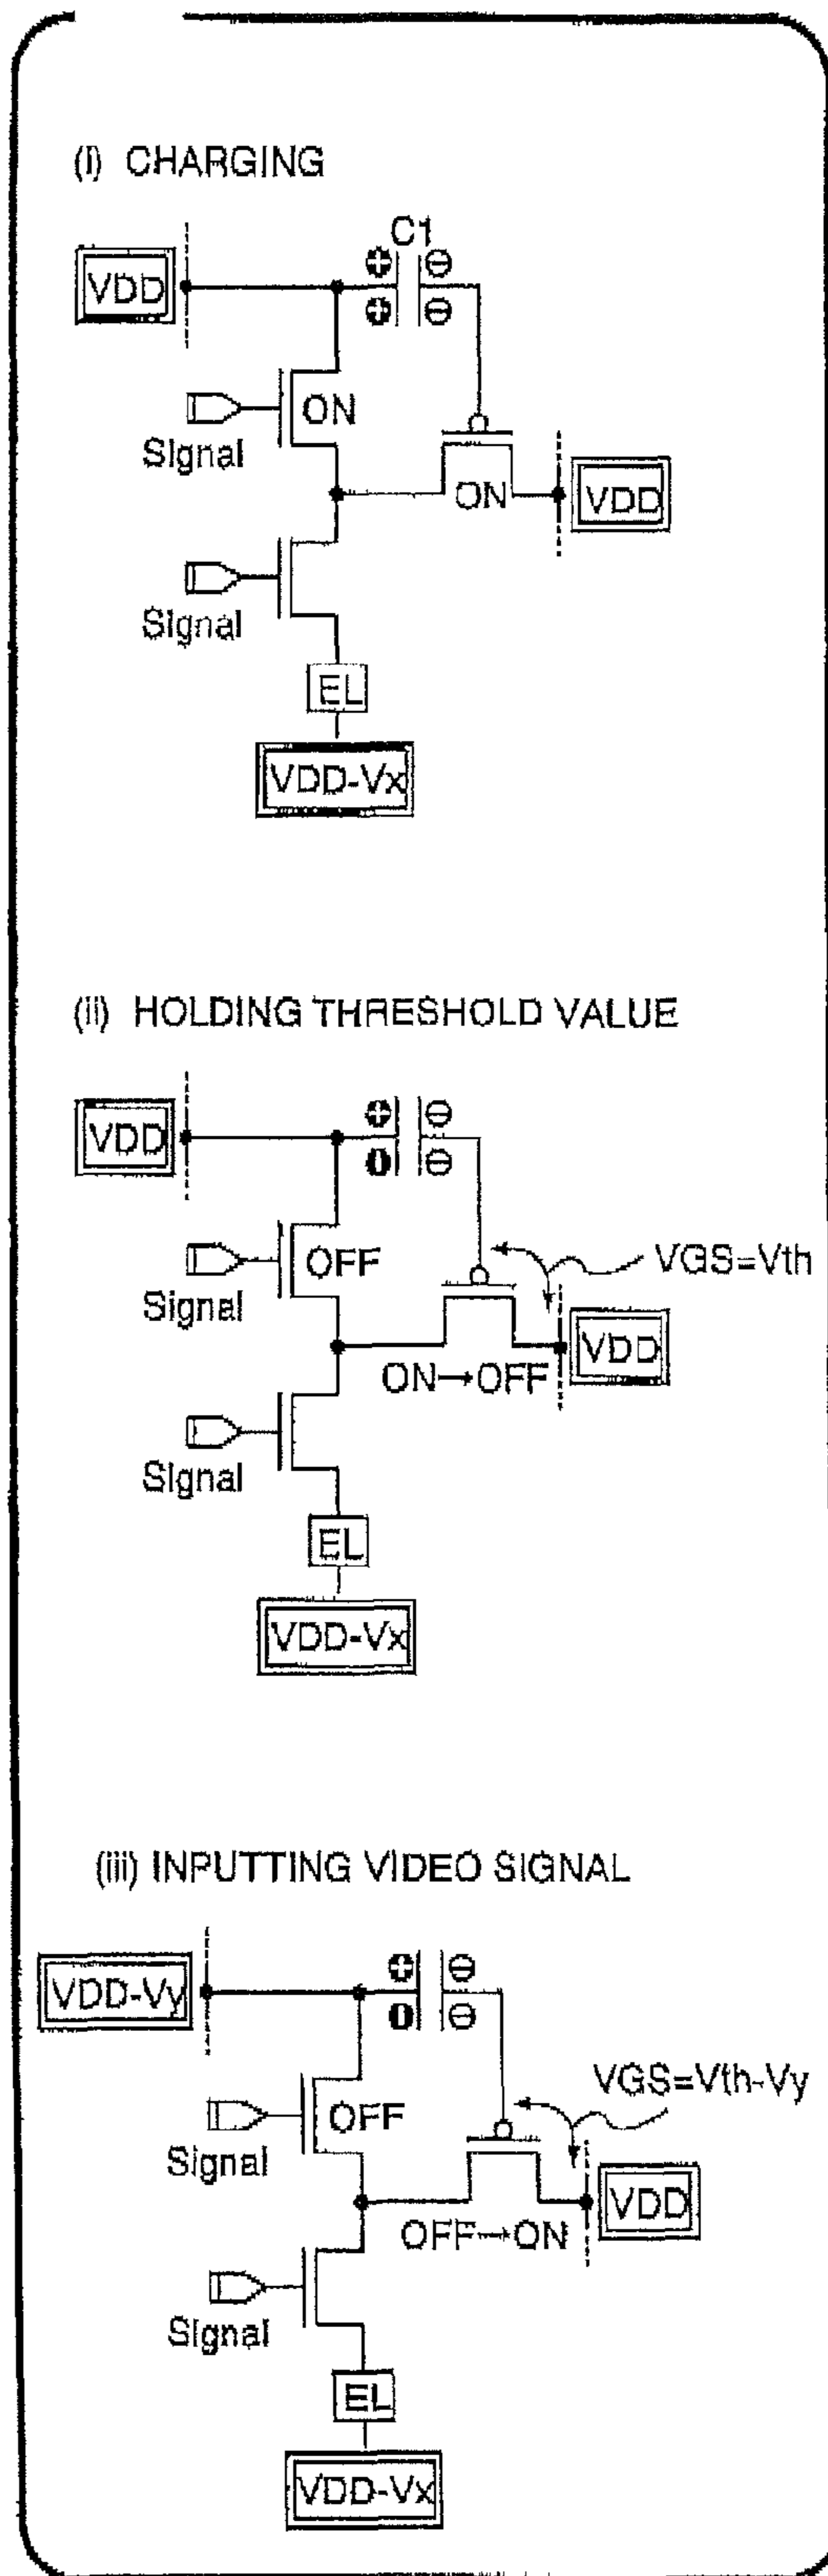 (i) CHARGING
C1
⊕ ⊖
VDD
⊕ ⊖
ON
Signal
ON
VDD
Signal
EL
VDD-Vx
(ii) HOLDING THRESHOLD VALUE
⊕ ⊖
VDD
⊖
OFF
VGS=Vth
Signal
VDD
ON→OFF
Signal
EL
VDD-Vx
(iii) INPUTTING VIDEO SIGNAL
⊕ ⊖
VDD-Vy
⊖
VGS=Vth-Vy
OFF
Signal
VDD
OFF→ON
Signal
EL
VDD-Vx